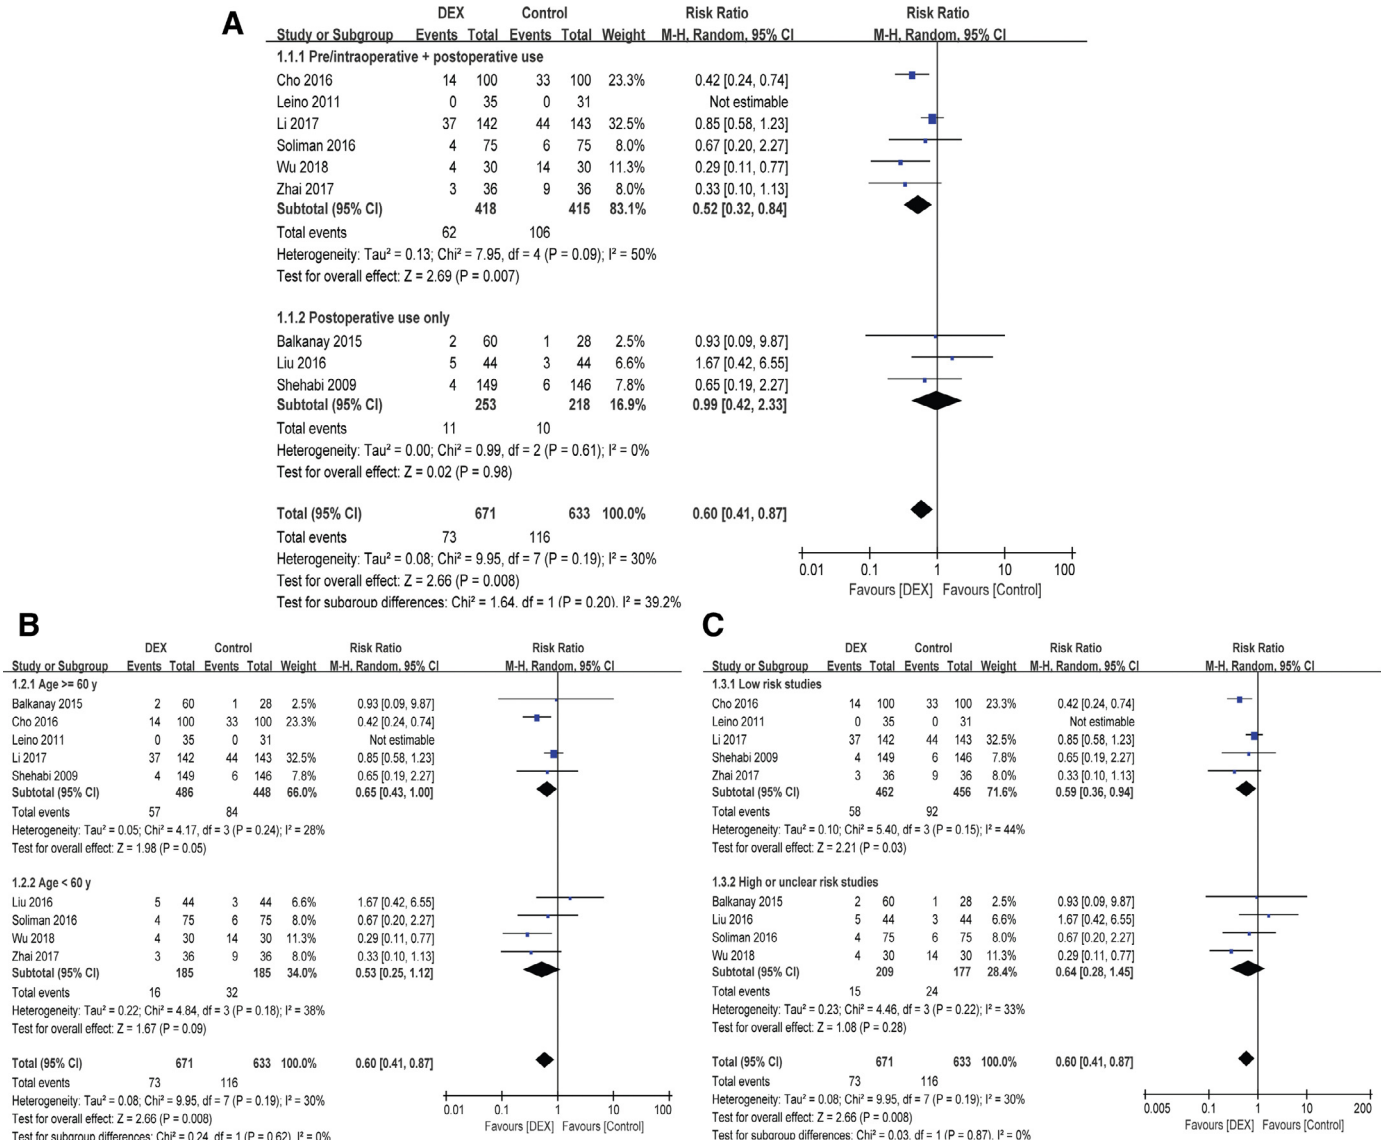 A
DEX Control Risk Ratio Risk Ratio
Study or Subgroup Events Total Events Total Weight M-H, Random, 95% CI M-H, Random, 95% CI
1.1.1 Pre/intraoperative + postoperative use
Cho 2016 14 100 33 100 23.3% 0.42 [0.24, 0.74]
Leino 2011 0 35 0 31 Not estimable
Li 2017 37 142 44 143 32.5% 0.85 [0.58, 1.23]
Soliman 2016 4 75 6 75 8.0% 0.67 [0.20, 2.27]
Wu 2018 4 30 14 30 11.3% 0.29 [0.11, 0.77]
Zhai 2017 3 36 9 36 8.0% 0.33 [0.10, 1.13]
Subtotal (95% CI) 418 415 83.1% 0.52 [0.32, 0.84]
Total events 62 106
Heterogeneity: Tau² = 0.13; Chi² = 7.95, df = 4 (P = 0.09); I² = 50%
Test for overall effect: Z = 2.69 (P = 0.007)
1.1.2 Postoperative use only
Balkanay 2015 2 60 1 28 2.5% 0.93 [0.09, 9.87]
Liu 2016 5 44 3 44 6.6% 1.67 [0.42, 6.55]
Shehabi 2009 4 149 6 146 7.8% 0.65 [0.19, 2.27]
Subtotal (95% CI) 253 218 16.9% 0.99 [0.42, 2.33]
Total events 11 10
Heterogeneity: Tau² = 0.00; Chi² = 0.99, df = 2 (P = 0.61); I² = 0%
Test for overall effect: Z = 0.02 (P = 0.98)
Total (95% CI) 671 633 100.0% 0.60 [0.41, 0.87]
Total events 73 116
Heterogeneity: Tau² = 0.08; Chi² = 9.95, df = 7 (P = 0.19); I² = 30%
Test for overall effect: Z = 2.66 (P = 0.008)
Test for subgroup differences: Chi² = 1.64, df = 1 (P = 0.20), I² = 39.2%
0.01 0.1 1 10 100
Favours [DEX] Favours [Control]
B
DEX Control Risk Ratio Risk Ratio
Study or Subgroup Events Total Events Total Weight M-H, Random, 95% CI M-H, Random, 95% CI
1.2.1 Age >= 60 y
Balkanay 2015 2 60 1 28 2.5% 0.93 [0.09, 9.87]
Cho 2016 14 100 33 100 23.3% 0.42 [0.24, 0.74]
Leino 2011 0 35 0 31 Not estimable
Li 2017 37 142 44 143 32.5% 0.85 [0.58, 1.23]
Shehabi 2009 4 149 6 146 7.8% 0.65 [0.19, 2.27]
Subtotal (95% CI) 486 448 66.0% 0.65 [0.43, 1.00]
Total events 57 84
Heterogeneity: Tau² = 0.05; Chi² = 4.17, df = 3 (P = 0.24); I² = 28%
Test for overall effect: Z = 1.98 (P = 0.05)
1.2.2 Age < 60 y
Liu 2016 5 44 3 44 6.6% 1.67 [0.42, 6.55]
Soliman 2016 4 75 6 75 8.0% 0.67 [0.20, 2.27]
Wu 2018 4 30 14 30 11.3% 0.29 [0.11, 0.77]
Zhai 2017 3 36 9 36 8.0% 0.33 [0.10, 1.13]
Subtotal (95% CI) 185 185 34.0% 0.53 [0.25, 1.12]
Total events 16 32
Heterogeneity: Tau² = 0.22; Chi² = 4.84, df = 3 (P = 0.18); I² = 38%
Test for overall effect: Z = 1.67 (P = 0.09)
Total (95% CI) 671 633 100.0% 0.60 [0.41, 0.87]
Total events 73 116
Heterogeneity: Tau² = 0.08; Chi² = 9.95, df = 7 (P = 0.19); I² = 30%
Test for overall effect: Z = 2.66 (P = 0.008)
Test for subgroup differences: Chi² = 0.24, df = 1 (P = 0.62), I² = 0%
0.01 0.1 1 10 100
Favours [DEX] Favours [Control]
C
DEX Control Risk Ratio Risk Ratio
Study or Subgroup Events Total Events Total Weight M-H, Random, 95% CI M-H, Random, 95% CI
1.3.1 Low risk studies
Cho 2016 14 100 33 100 23.3% 0.42 [0.24, 0.74]
Leino 2011 0 35 0 31 Not estimable
Li 2017 37 142 44 143 32.5% 0.85 [0.58, 1.23]
Shehabi 2009 4 149 6 146 7.8% 0.65 [0.19, 2.27]
Zhai 2017 3 36 9 36 8.0% 0.33 [0.10, 1.13]
Subtotal (95% CI) 462 456 71.6% 0.59 [0.36, 0.94]
Total events 58 92
Heterogeneity: Tau² = 0.10; Chi² = 5.40, df = 3 (P = 0.15); I² = 44%
Test for overall effect: Z = 2.21 (P = 0.03)
1.3.2 High or unclear risk studies
Balkanay 2015 2 60 1 28 2.5% 0.93 [0.09, 9.87]
Liu 2016 5 44 3 44 6.6% 1.67 [0.42, 6.55]
Soliman 2016 4 75 6 75 8.0% 0.67 [0.20, 2.27]
Wu 2018 4 30 14 30 11.3% 0.29 [0.11, 0.77]
Subtotal (95% CI) 209 177 28.4% 0.64 [0.28, 1.45]
Total events 15 24
Heterogeneity: Tau² = 0.23; Chi² = 4.46, df = 3 (P = 0.22); I² = 33%
Test for overall effect: Z = 1.08 (P = 0.28)
Total (95% CI) 671 633 100.0% 0.60 [0.41, 0.87]
Total events 73 116
Heterogeneity: Tau² = 0.08; Chi² = 9.95, df = 7 (P = 0.19); I² = 30%
Test for overall effect: Z = 2.66 (P = 0.008)
Test for subgroup differences: Chi² = 0.03, df = 1 (P = 0.87), I² = 0%
0.005 0.1 1 10 200
Favours [DEX] Favours [Control]